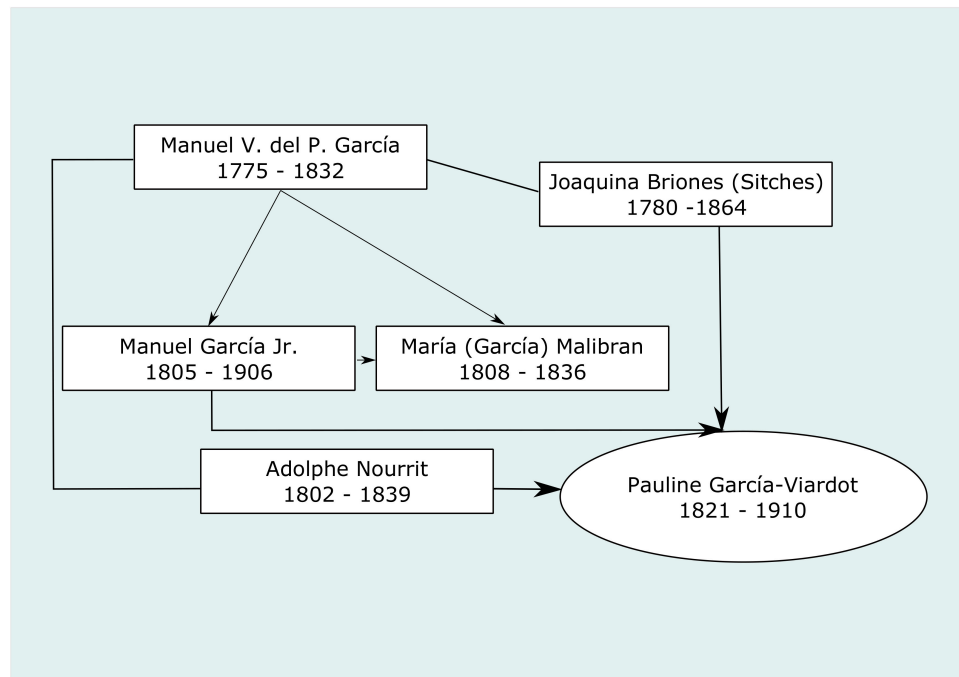 Manuel V. del P. García
1775 - 1832
Joaquina Briones (Sitches)
1780 -1864
Manuel García Jr.
1805 - 1906
María (García) Malibran
1808 - 1836
Adolphe Nourrit
1802 - 1839
Pauline García-Viardot
1821 - 1910